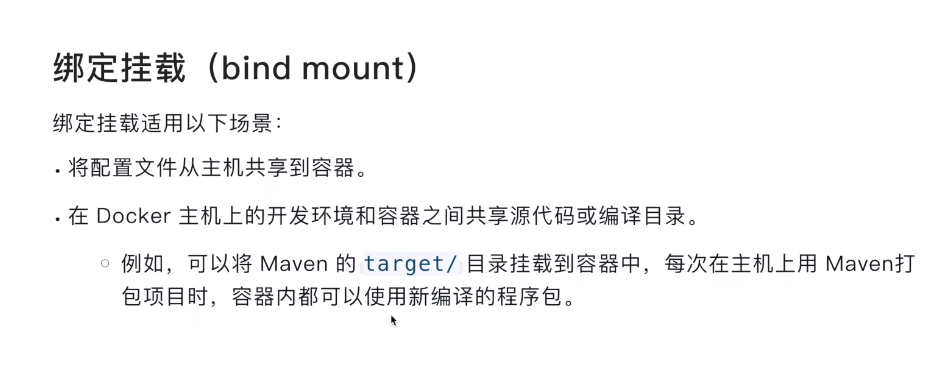 绑定挂载（bind mount）
绑定挂载适用以下场景：
• 将配置文件从主机共享到容器。
• 在 Docker 主机上的开发环境和容器之间共享源代码或编译目录。
○ 例如，可以将 Maven 的 target/ 目录挂载到容器中，每次在主机上用 Maven打
包项目时，容器内都可以使用新编译的程序包。